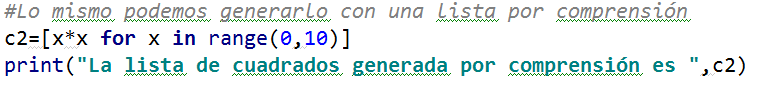 #Lo mismo podemos generarlo con una lista por comprensión
c2=[x*x for x in range(0,10)]
print("La lista de cuadrados generada por comprensión es ",c2)